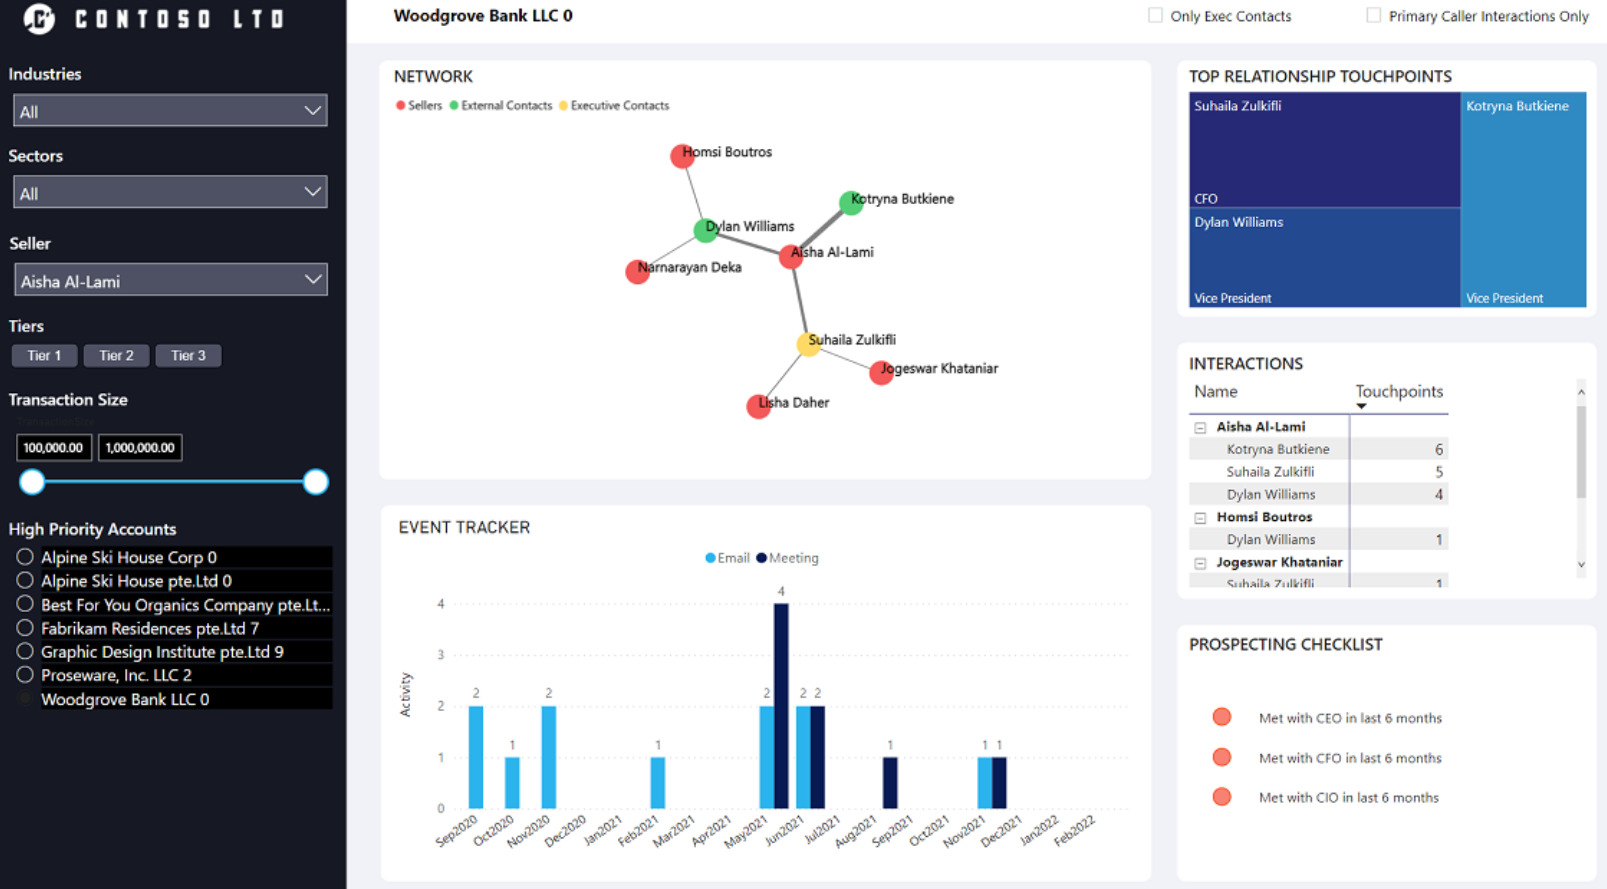 CONTOSO LTD
Industries
All
Sectors
All
Seller
Aisha Al-Lami
Tiers
Tier 1 Tier 2 Tier 3
Transaction Size
100,000.00 1,000,000.00
High Priority Accounts
Alpine Ski House Corp 0
Alpine Ski House pte.Ltd 0
Best For You Organics Company pte.Lt...
Fabrikam Residences pte.Ltd 7
Graphic Design Institute pte.Ltd 9
Proseware, Inc. LLC 2
Woodgrove Bank LLC 0
Woodgrove Bank LLC 0
Only Exec Contacts
Primary Caller Interactions Only
NETWORK
Sellers External Contacts Executive Contacts
Homsi Boutros
Kotryna Butkiene
Dylan Williams
Aisha Al-Lami
Narnarayan Deka
Suhaila Zulkifli
Jogeswar Khataniar
Lisha Daher
EVENT TRACKER
Email Meeting
Activity
4
3
2
1
0
2 1 2 1 2 4 2 2 1 1 1
Sep2020 Oct2020 Nov2020 Dec2020 Jan2021 Feb2021 Mar2021 Apr2021 May2021 Jun2021 Jul2021 Aug2021 Sep2021 Oct2021 Nov2021 Dec2021 Jan2022 Feb2022
TOP RELATIONSHIP TOUCHPOINTS
Suhaila Zulkifli
CFO
Dylan Williams
Vice President
Kotryna Butkiene
Vice President
INTERACTIONS
Name Touchpoints
Aisha Al-Lami
Kotryna Butkiene 6
Suhaila Zulkifli 5
Dylan Williams 4
Homsi Boutros
Dylan Williams 1
Jogeswar Khataniar
Suhaila Zulkifli 1
PROSPECTING CHECKLIST
Met with CEO in last 6 months
Met with CFO in last 6 months
Met with CIO in last 6 months